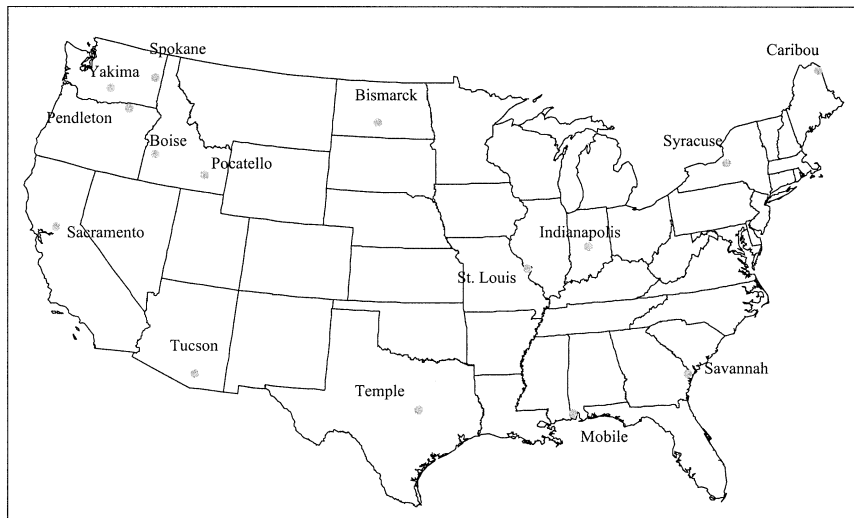 Spokane
Caribou
Yakima
Bismarck
Pendleton
Boise
Syracuse
Pocatello
Sacramento
Indianapolis
St. Louis
Tucson
Savannah
Temple
Mobile